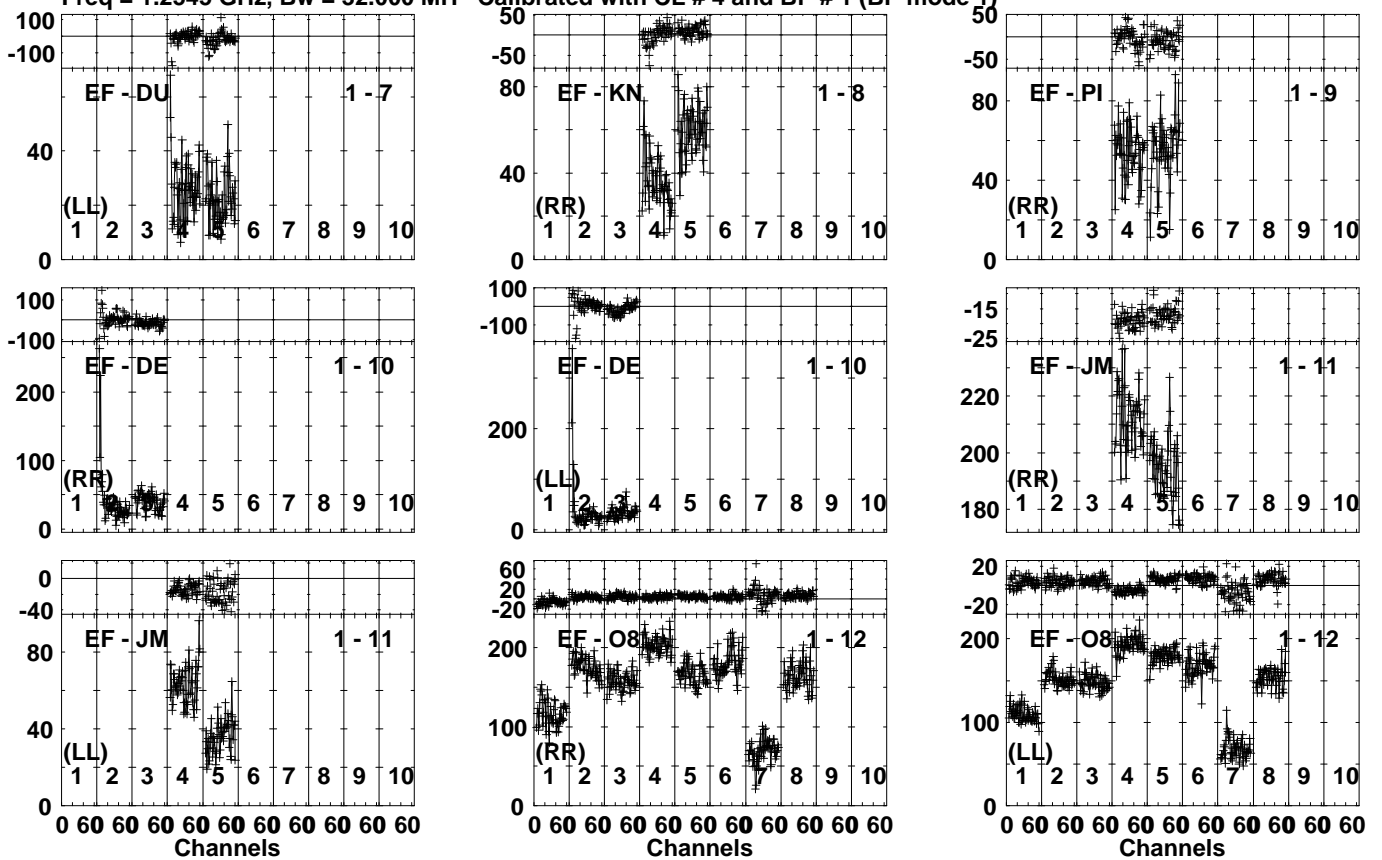 Freq = 1.2545 GHz, Bw = 32.000 MH Calibrated with CL # 4 and BP # 1 (BP mode 1)
100
-100
EF - DU 1 - 7
40
0
(LL)
1 2 3 4 5 6 7 8 9 10
50
-50
EF - KN 1 - 8
80
40
0
(RR)
1 2 3 4 5 6 7 8 9 10
50
-50
EF - PI 1 - 9
80
40
0
(RR)
1 2 3 4 5 6 7 8 9 10
100
-100
EF - DE 1 - 10
200
100
0
(RR)
1 2 3 4 5 6 7 8 9 10
100
-100
EF - DE 1 - 10
200
0
(LL)
1 2 3 4 5 6 7 8 9 10
-15
-25
EF - JM 1 - 11
220
200
180
(RR)
1 2 3 4 5 6 7 8 9 10
0
-40
EF - JM 1 - 11
80
40
0
(LL)
1 2 3 4 5 6 7 8 9 10
0 60 60 60 60 60 60 60 60 60 60
Channels
60
20
-20
EF - O8 1 - 12
200
100
0
(RR)
1 2 3 4 5 6 7 8 9 10
0 60 60 60 60 60 60 60 60 60 60
Channels
20
-20
EF - O8 1 - 12
200
100
0
(LL)
1 2 3 4 5 6 7 8 9 10
0 60 60 60 60 60 60 60 60 60 60
Channels